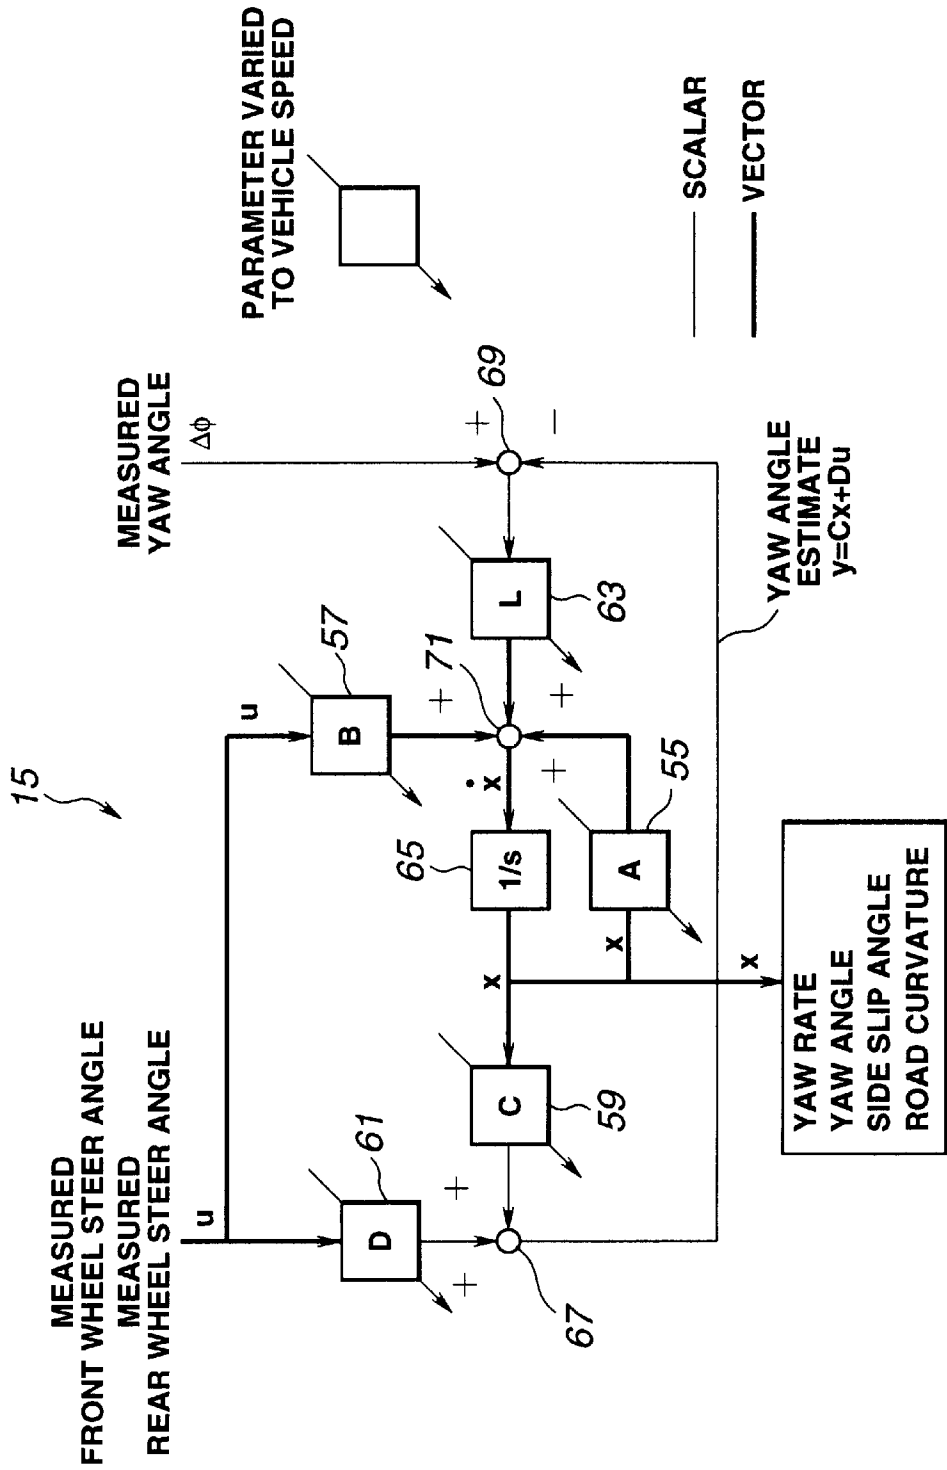 15
MEASURED
FRONT WHEEL STEER ANGLE
MEASURED
REAR WHEEL STEER ANGLE
u
u
MEASURED
YAW ANGLE
Δϕ
PARAMETER VARIED
TO VEHICLE SPEED
D
61
B
57
+
+
67
C
59
x
1/s
65
ẋ
71
+
+
+
L
63
+
−
69
x
A
55
x
YAW RATE
YAW ANGLE
SIDE SLIP ANGLE
ROAD CURVATURE
YAW ANGLE
ESTIMATE
y=Cx+Du
SCALAR
VECTOR